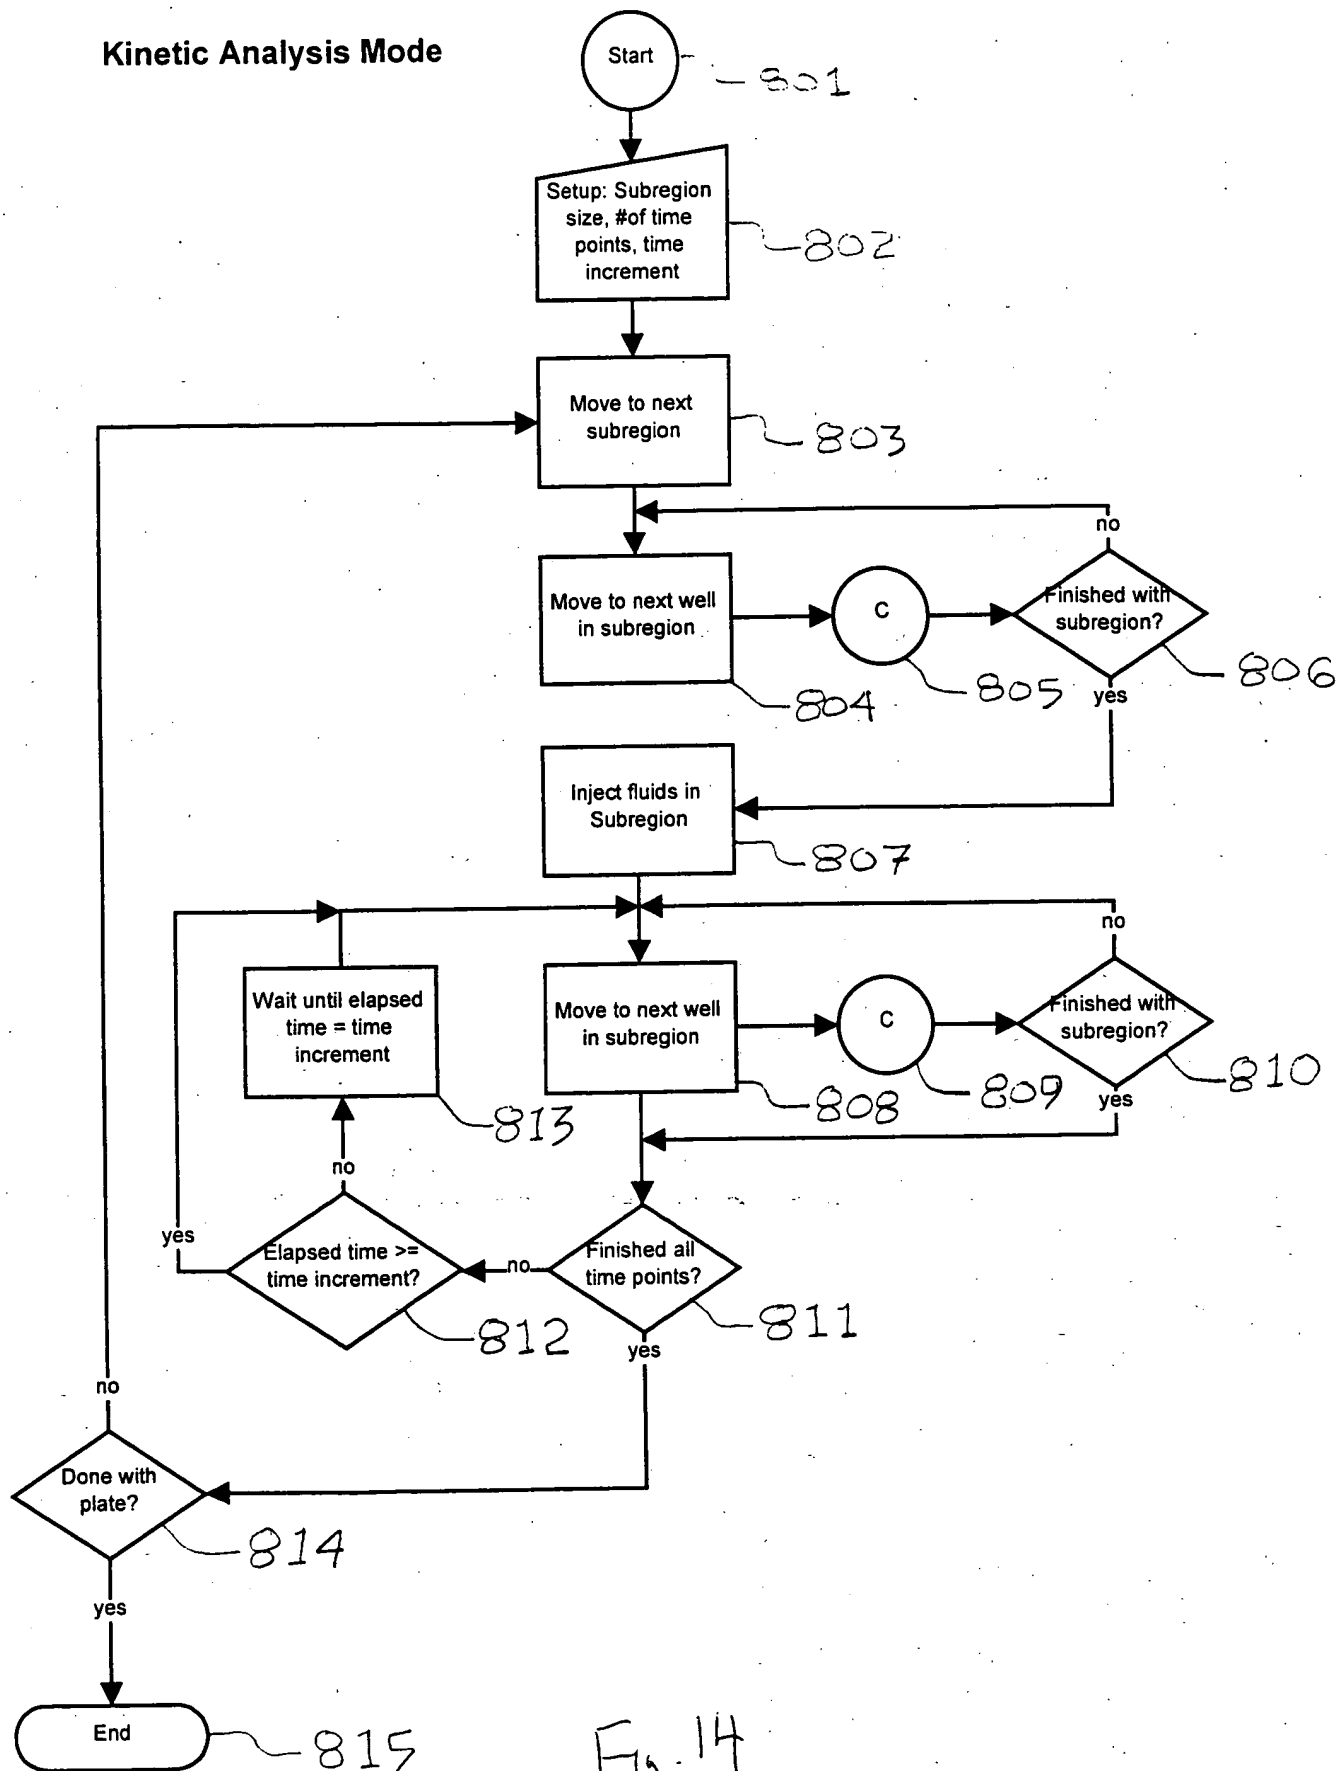 Kinetic Analysis Mode
Start
801
Setup: Subregion
size, #of time
points, time
increment
802
Move to next
subregion
803
no
Move to next well
in subregion
C
Finished with
subregion?
804
805
806
yes
Inject fluids in
Subregion
807
no
Wait until elapsed
time = time
increment
Move to next well
in subregion
C
Finished with
subregion?
813
808
809
810
yes
no
yes
Elapsed time >=
time increment?
no
Finished all
time points?
812
811
yes
no
Done with
plate?
814
yes
End
815
Fig. 14